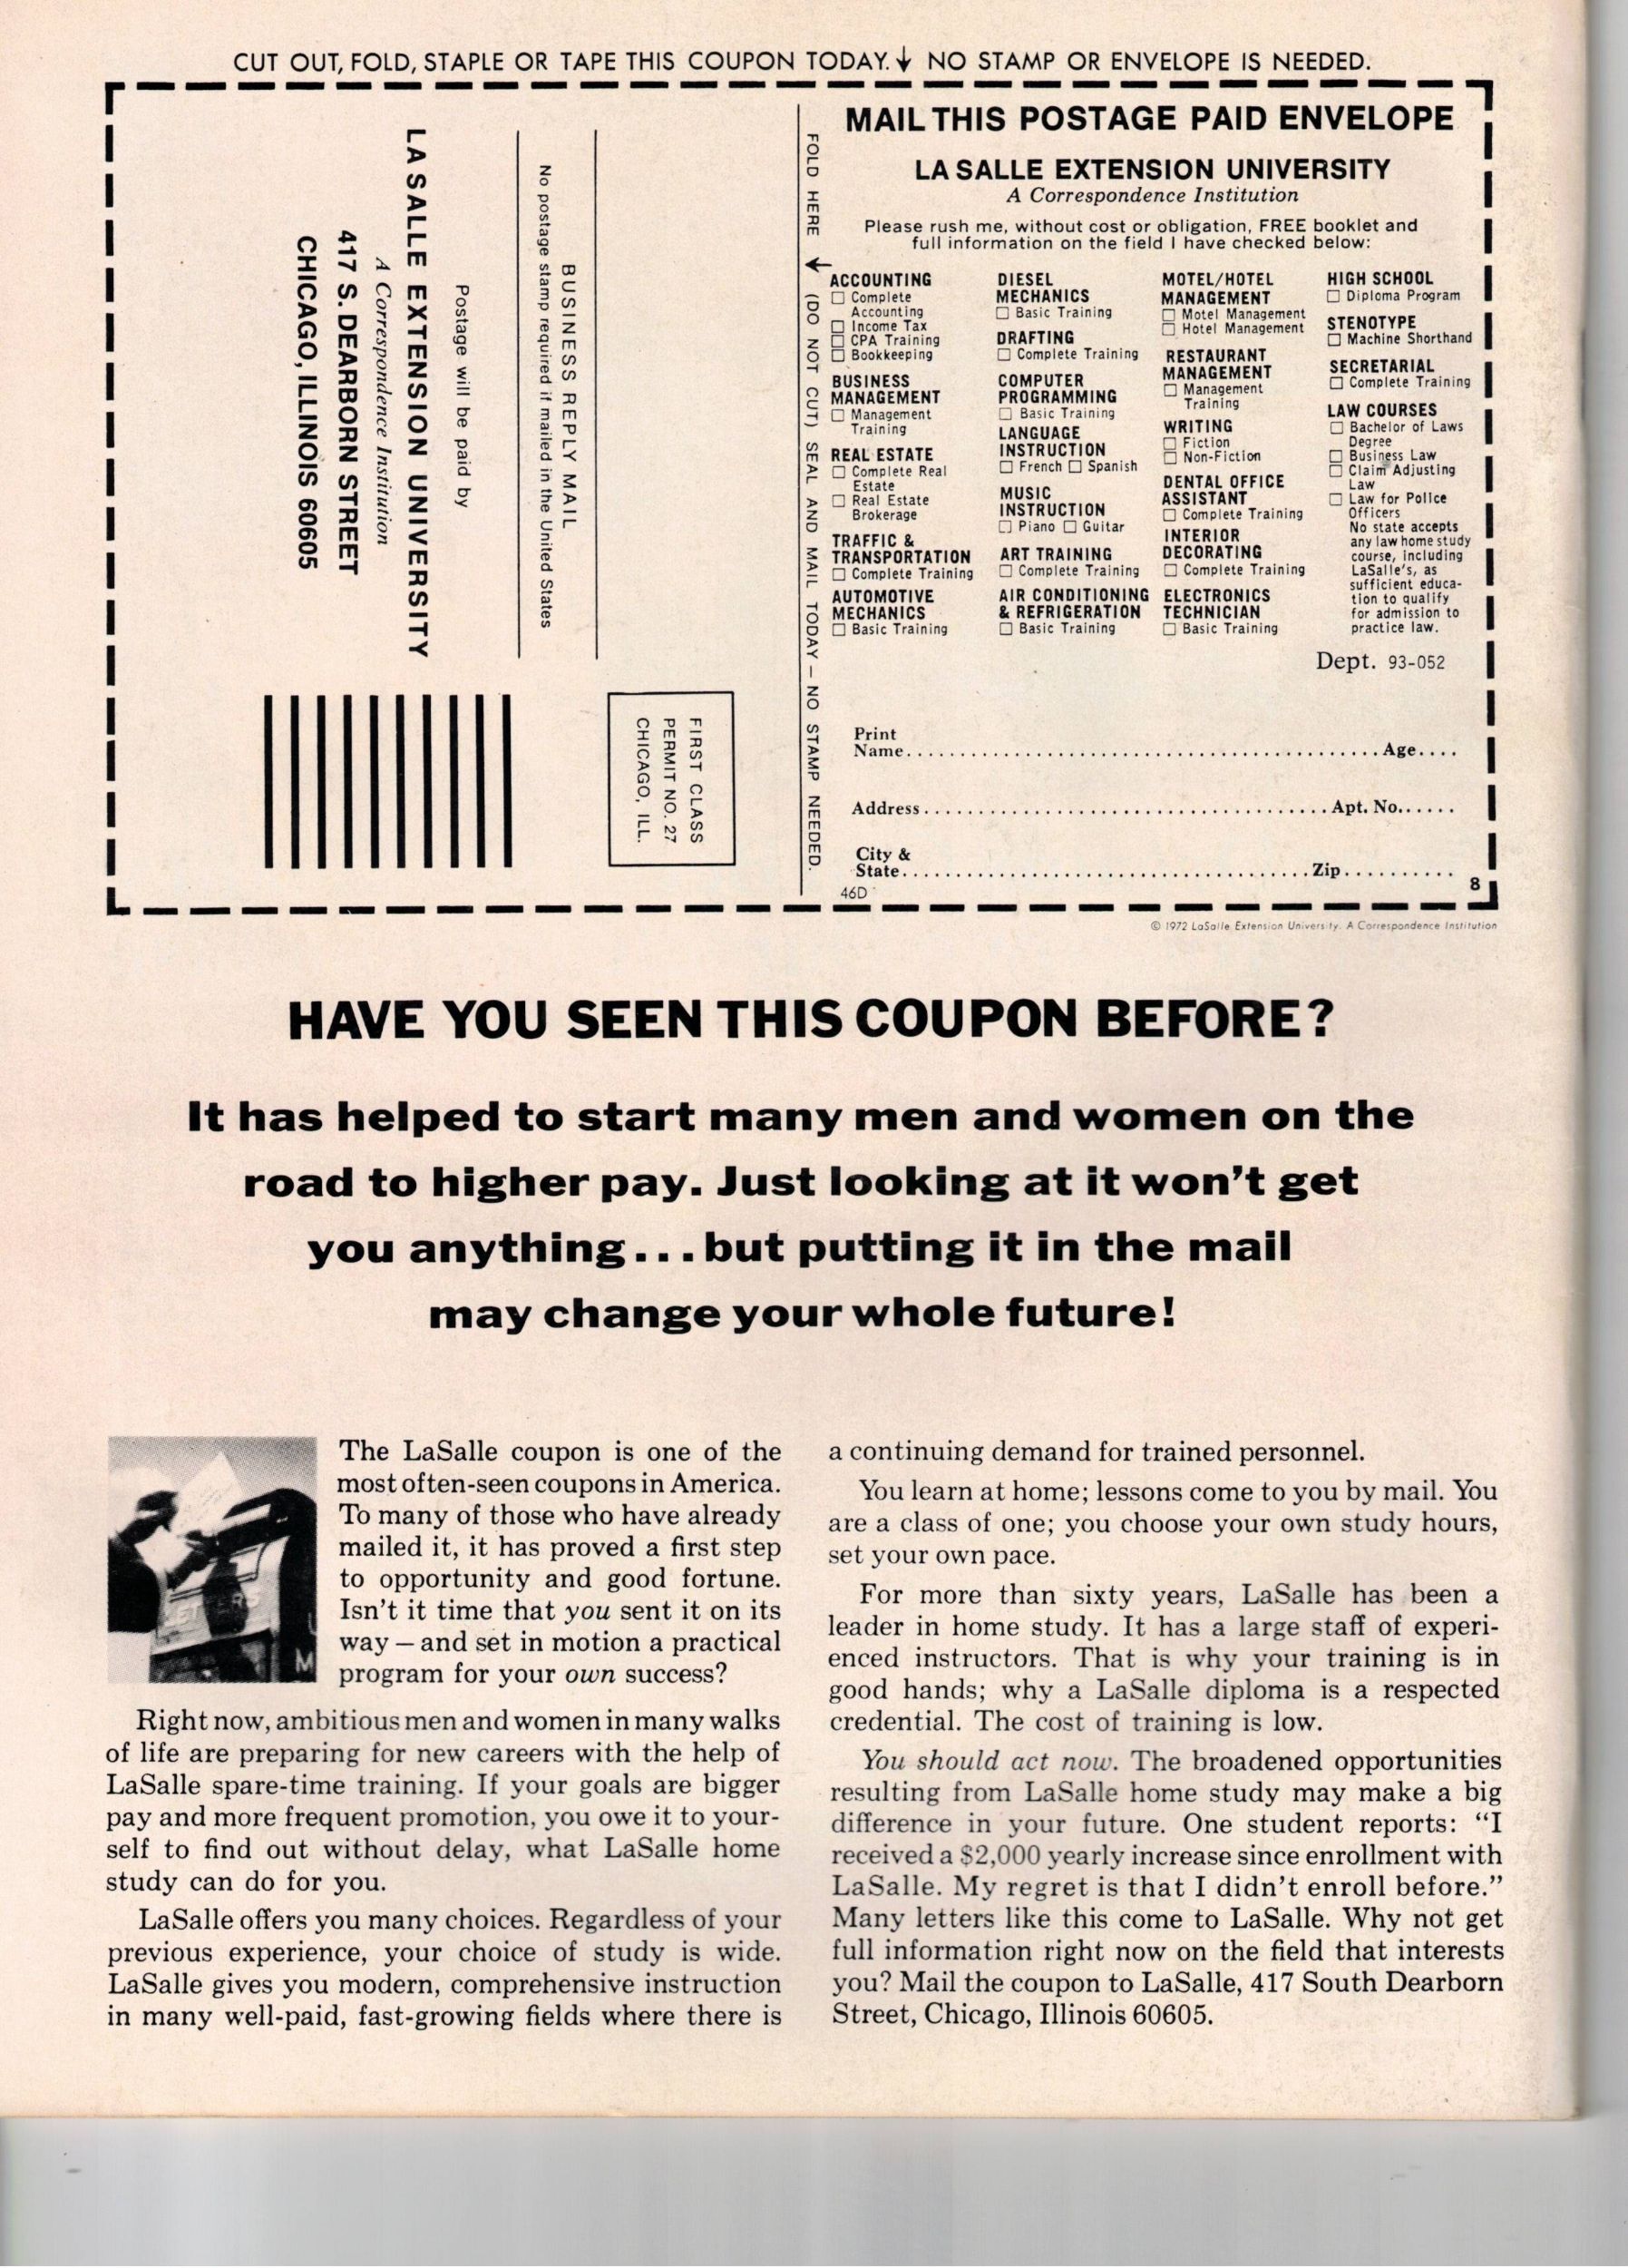 CUT OUT, FOLD, STAPLE OR TAPE THIS COUPON TODAY. ↓ NO STAMP OR ENVELOPE IS NEEDED.
LA SALLE EXTENSION UNIVERSITY
A Correspondence Institution
417 S. DEARBORN STREET
CHICAGO, ILLINOIS 60605
Postage will be paid by
No postage stamp required if mailed in the United States
BUSINESS REPLY MAIL
FIRST CLASS
PERMIT NO. 27
CHICAGO, ILL.
FOLD HERE ↓ (DO NOT CUT) SEAL AND MAIL TODAY — NO STAMP NEEDED.
MAIL THIS POSTAGE PAID ENVELOPE
LA SALLE EXTENSION UNIVERSITY
A Correspondence Institution
Please rush me, without cost or obligation, FREE booklet and
full information on the field I have checked below:
ACCOUNTING
☐ Complete
Accounting
☐ Income Tax
☐ CPA Training
☐ Bookkeeping
BUSINESS
MANAGEMENT
☐ Management
Training
REAL ESTATE
☐ Complete Real
Estate
☐ Real Estate
Brokerage
TRAFFIC &
TRANSPORTATION
☐ Complete Training
AUTOMOTIVE
MECHANICS
☐ Basic Training
DIESEL
MECHANICS
☐ Basic Training
DRAFTING
☐ Complete Training
COMPUTER
PROGRAMMING
☐ Basic Training
LANGUAGE
INSTRUCTION
☐ French ☐ Spanish
MUSIC
INSTRUCTION
☐ Piano ☐ Guitar
ART TRAINING
☐ Complete Training
AIR CONDITIONING
& REFRIGERATION
☐ Basic Training
MOTEL/HOTEL
MANAGEMENT
☐ Motel Management
☐ Hotel Management
RESTAURANT
MANAGEMENT
☐ Management
Training
WRITING
☐ Fiction
☐ Non-Fiction
DENTAL OFFICE
ASSISTANT
☐ Complete Training
INTERIOR
DECORATING
☐ Complete Training
ELECTRONICS
TECHNICIAN
☐ Basic Training
HIGH SCHOOL
☐ Diploma Program
STENOTYPE
☐ Machine Shorthand
SECRETARIAL
☐ Complete Training
LAW COURSES
☐ Bachelor of Laws
Degree
☐ Business Law
☐ Claim Adjusting
Law
☐ Law for Police
Officers
No state accepts
any law home study
course, including
LaSalle's, as
sufficient educa-
tion to qualify
for admission to
practice law.
Dept. 93-052
Print
Name........................................Age....
Address..................................Apt. No......
City &
State..................................Zip..........
46D
8
© 1972 LaSalle Extension University. A Correspondence Institution
HAVE YOU SEEN THIS COUPON BEFORE?
It has helped to start many men and women on the
road to higher pay. Just looking at it won't get
you anything...but putting it in the mail
may change your whole future!
LETTERS
U
M
The LaSalle coupon is one of the
most often-seen coupons in America.
To many of those who have already
mailed it, it has proved a first step
to opportunity and good fortune.
Isn't it time that you sent it on its
way — and set in motion a practical
program for your own success?
Right now, ambitious men and women in many walks
of life are preparing for new careers with the help of
LaSalle spare-time training. If your goals are bigger
pay and more frequent promotion, you owe it to your-
self to find out without delay, what LaSalle home
study can do for you.
LaSalle offers you many choices. Regardless of your
previous experience, your choice of study is wide.
LaSalle gives you modern, comprehensive instruction
in many well-paid, fast-growing fields where there is
a continuing demand for trained personnel.
You learn at home; lessons come to you by mail. You
are a class of one; you choose your own study hours,
set your own pace.
For more than sixty years, LaSalle has been a
leader in home study. It has a large staff of experi-
enced instructors. That is why your training is in
good hands; why a LaSalle diploma is a respected
credential. The cost of training is low.
You should act now. The broadened opportunities
resulting from LaSalle home study may make a big
difference in your future. One student reports: "I
received a $2,000 yearly increase since enrollment with
LaSalle. My regret is that I didn't enroll before."
Many letters like this come to LaSalle. Why not get
full information right now on the field that interests
you? Mail the coupon to LaSalle, 417 South Dearborn
Street, Chicago, Illinois 60605.